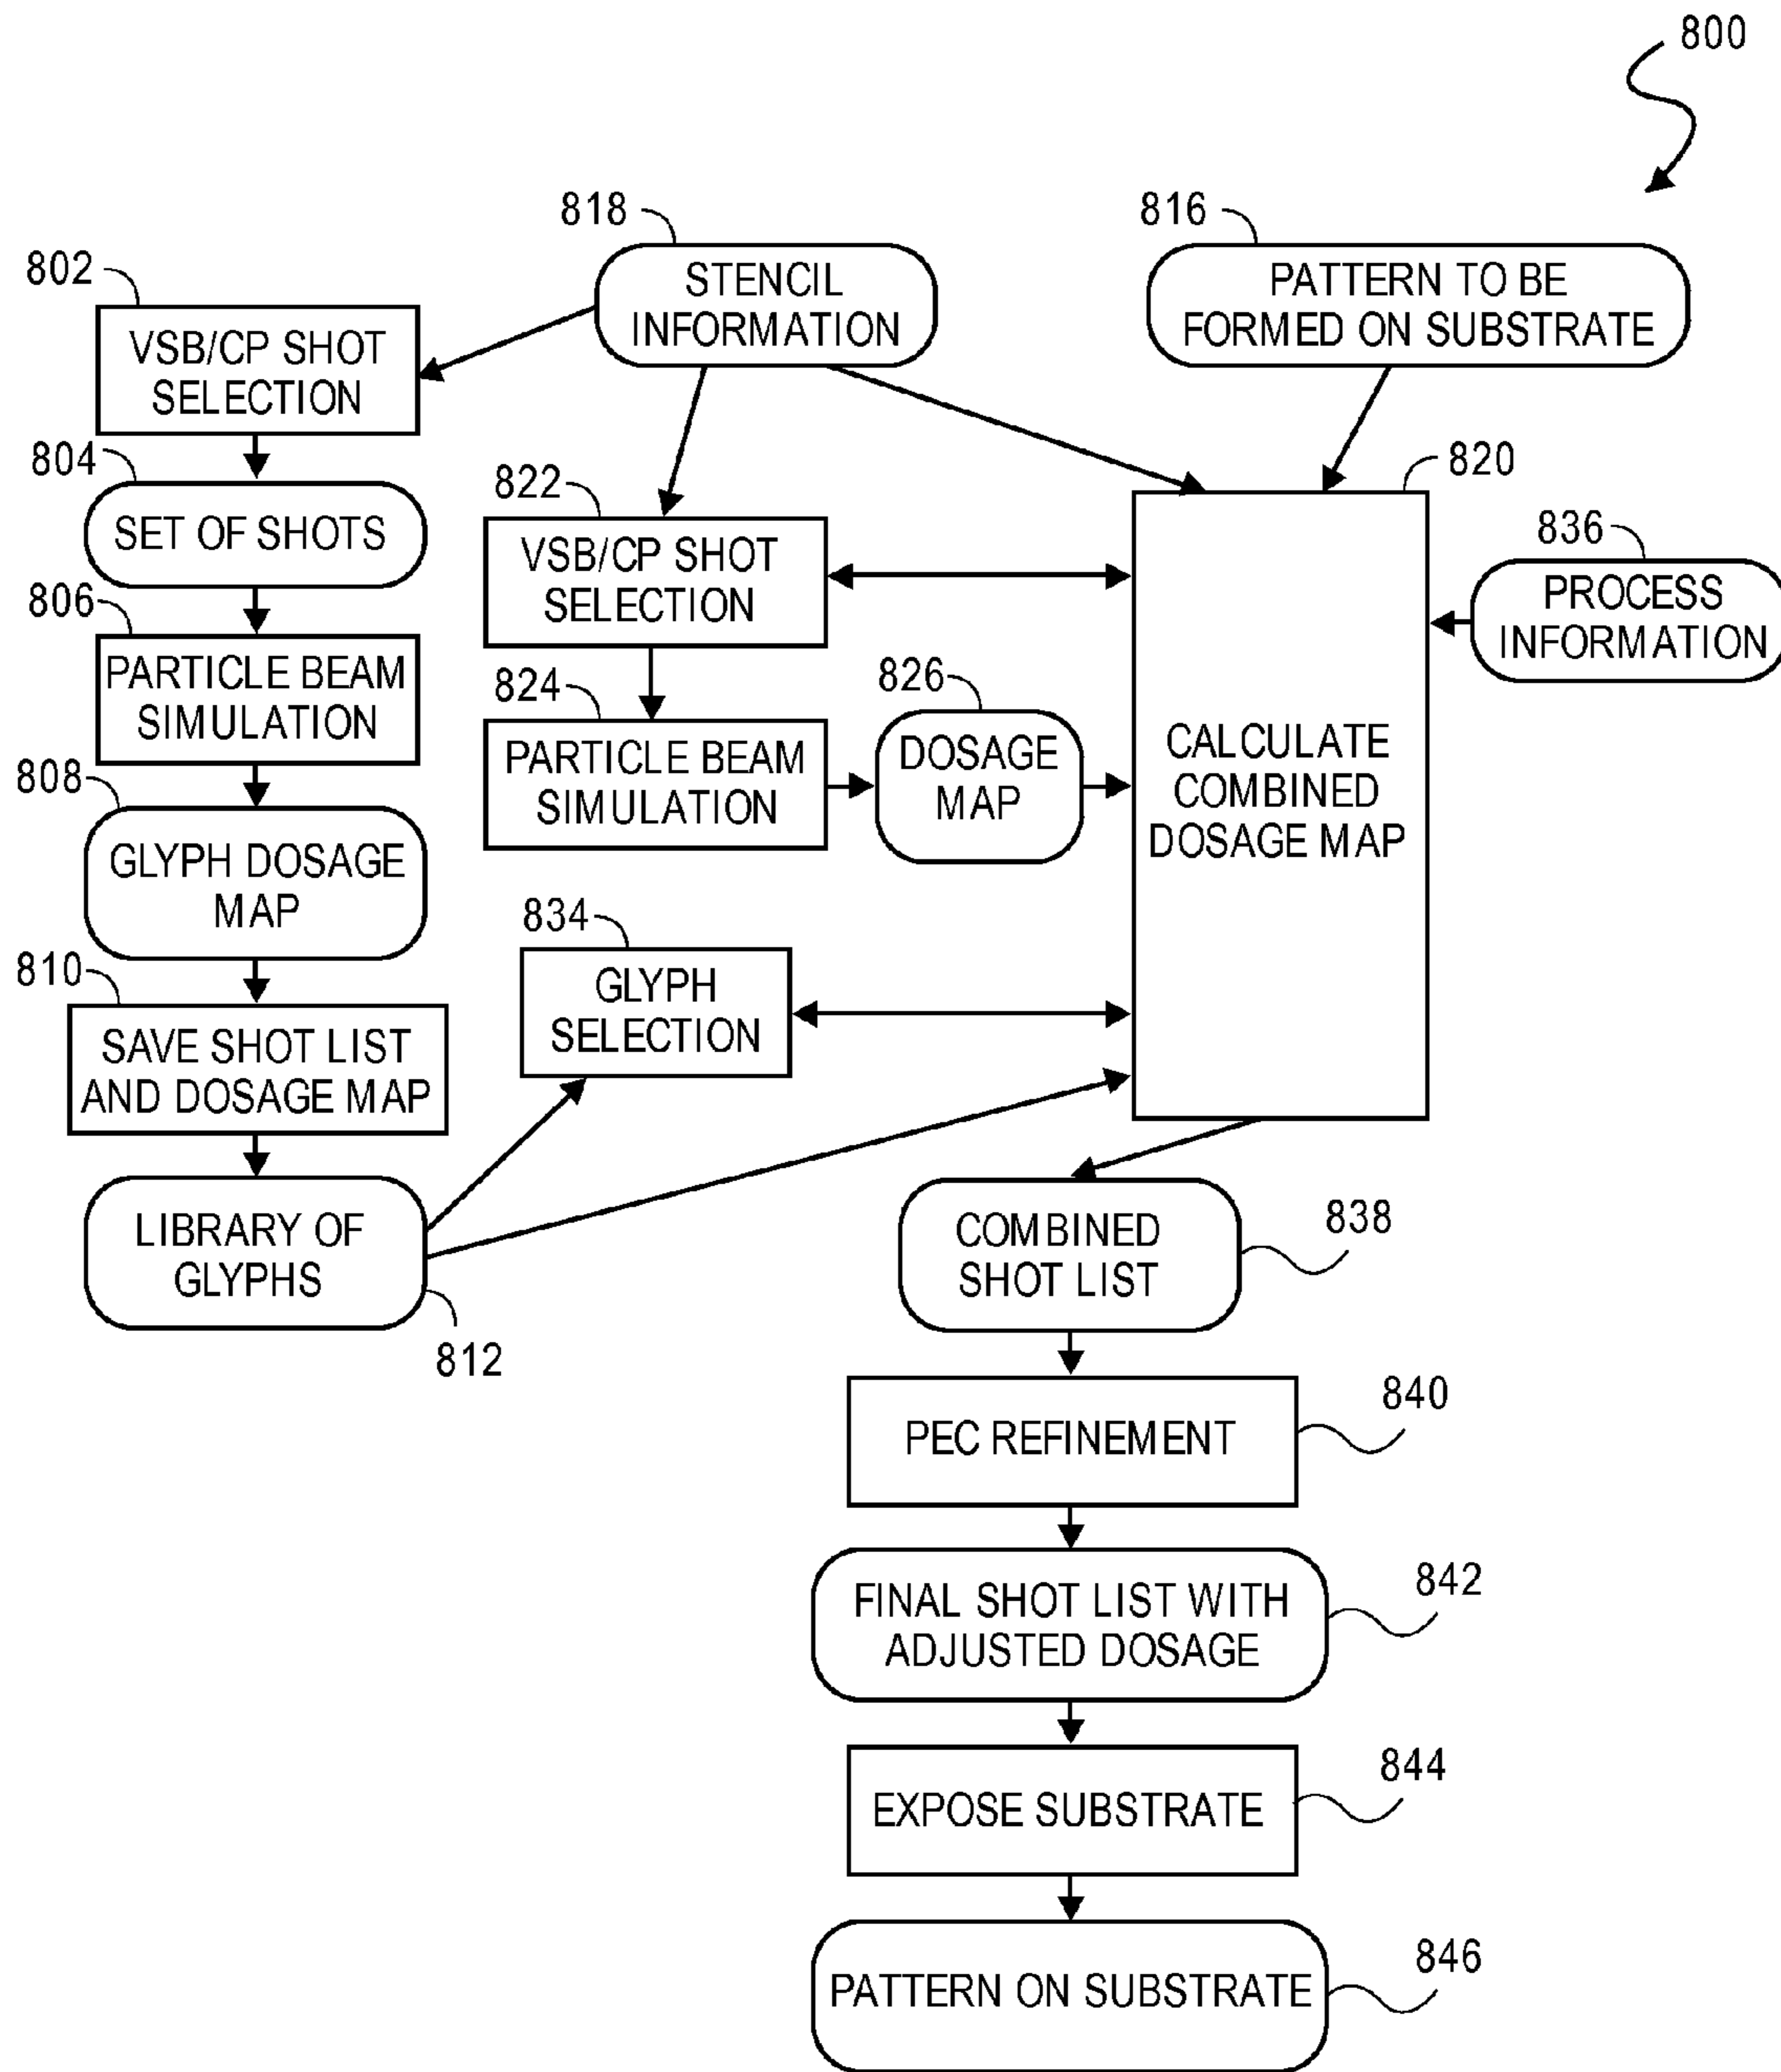 800
818
816
802
STENCIL
INFORMATION
PATTERN TO BE
FORMED ON SUBSTRATE
VSB/CP SHOT
SELECTION
804
822
820
SET OF SHOTS
VSB/CP SHOT
SELECTION
836
PROCESS
INFORMATION
806
PARTICLE BEAM
SIMULATION
824
826
PARTICLE BEAM
SIMULATION
DOSAGE
MAP
CALCULATE
COMBINED
DOSAGE MAP
808
GLYPH DOSAGE
MAP
834
GLYPH
SELECTION
810
SAVE SHOT LIST
AND DOSAGE MAP
LIBRARY OF
GLYPHS
812
COMBINED
SHOT LIST
838
PEC REFINEMENT
840
FINAL SHOT LIST WITH
ADJUSTED DOSAGE
842
EXPOSE SUBSTRATE
844
PATTERN ON SUBSTRATE
846